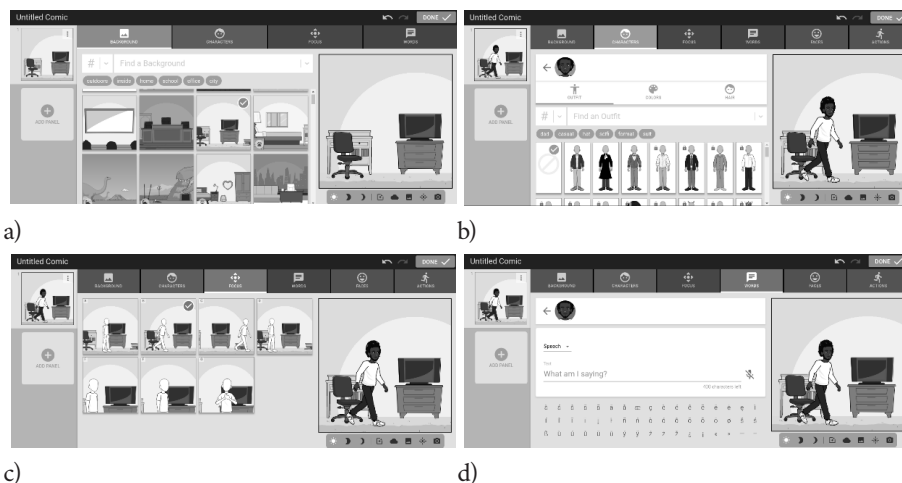 Untitled Comic
DONE
BACKGROUND
CHARACTERS
FOCUS
WORDS
# Find a Background
outdoors inside home school office city
ADD PANEL
a)
Untitled Comic
DONE
BACKGROUND
CHARACTERS
FOCUS
WORDS
FACES
ACTIONS
OUTFIT
COLORS
HAIR
# Find an Outfit
casual
formal
ADD PANEL
b)
Untitled Comic
DONE
BACKGROUND
CHARACTERS
FOCUS
WORDS
FACES
ACTIONS
ADD PANEL
c)
Untitled Comic
DONE
BACKGROUND
CHARACTERS
FOCUS
WORDS
FACES
ACTIONS
Speech
Text
What am I saying?
characters left
ADD PANEL
d)